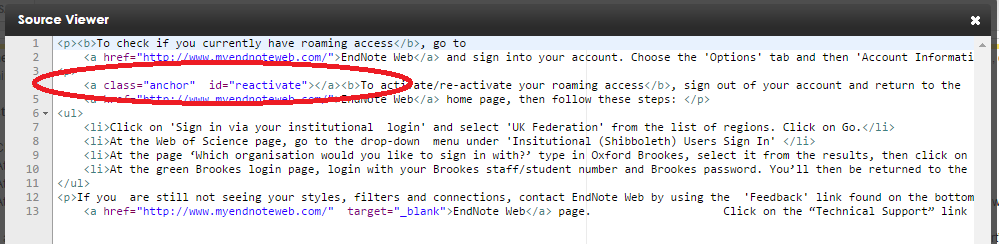 Source Viewer
1 <p><b>To check if you currently have roaming access</b>, go to
2 <a href="http://www.myendnoteweb.com/">EndNote Web</a> and sign into your account. Choose the 'Options' tab and then 'Account Informati
3
4 <a class="anchor" id="reactivate"></a><b>To activate/re-activate your roaming access</b>, sign out of your account and return to the
5 <a href="http://www.myendnoteweb.com/">EndNote Web</a> home page, then follow these steps: </p>
6 <ul>
7 <li>Click on 'Sign in via your institutional login' and select 'UK Federation' from the list of regions. Click on Go.</li>
8 <li>At the Web of Science page, go to the drop-down menu under 'Insitutional (Shibboleth) Users Sign In' </li>
9 <li>At the page ‘Which organisation would you like to sign in with?’ type in Oxford Brookes, select it from the results, then click on
10 <li>At the green Brookes login page, login with your Brookes staff/student number and Brookes password. You’ll then be returned to the
11 </ul>
12 <p>If you are still not seeing your styles, filters and connections, contact EndNote Web by using the 'Feedback' link found on the bottom
13 <a href="http://www.myendnoteweb.com/" target="_blank">EndNote Web</a> page. Click on the “Technical Support” link